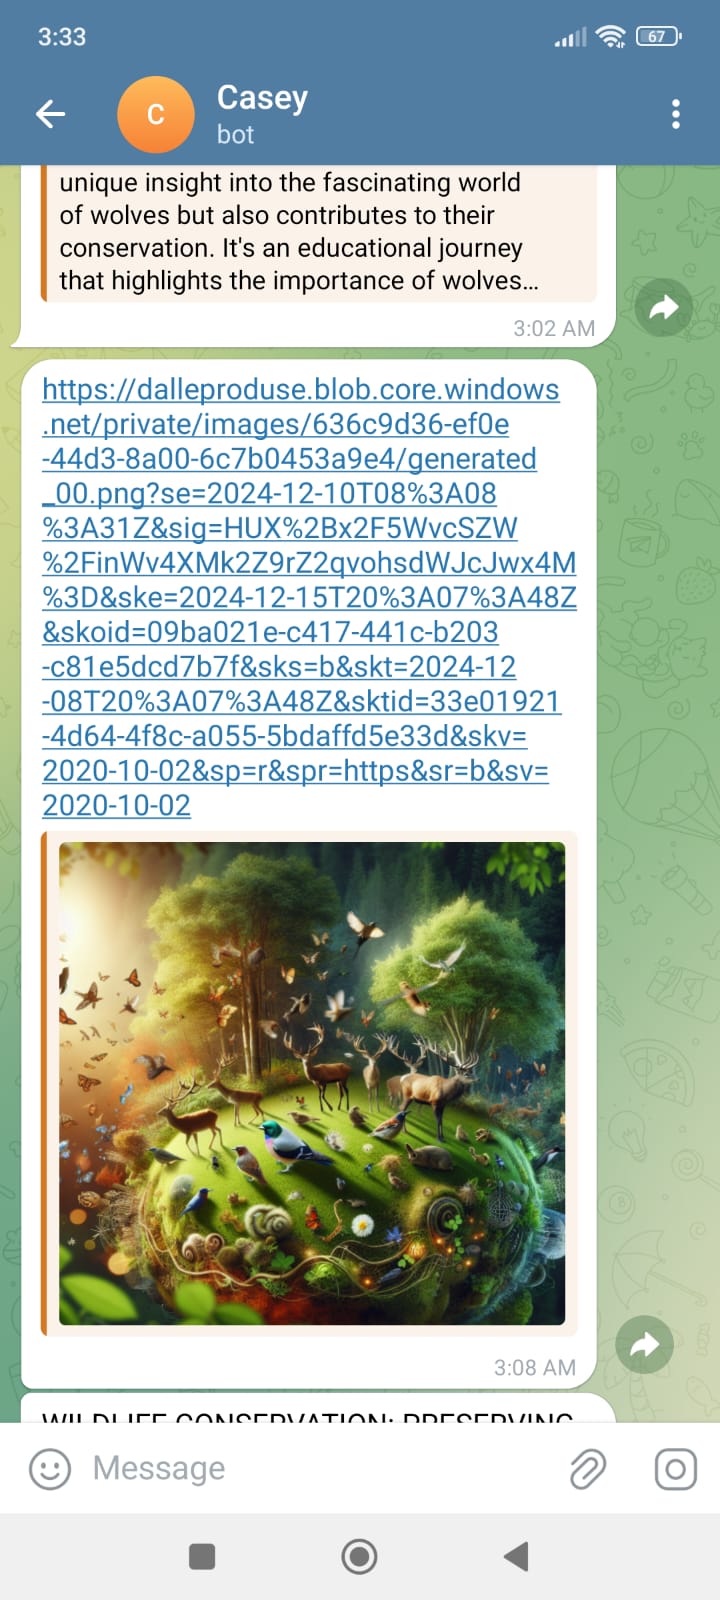 3:33
67
C
Casey
bot
unique insight into the fascinating world
of wolves but also contributes to their
conservation. It's an educational journey
that highlights the importance of wolves...
3:02 AM
https://dalleproduse.blob.core.windows
.net/private/images/636c9d36-ef0e
-44d3-8a00-6c7b0453a9e4/generated
_00.png?se=2024-12-10T08%3A08
%3A31Z&sig=HUX%2Bx2F5WvcSZW
%2FinWv4XMk2Z9rZ2qvohsdWJcJwx4M
%3D&ske=2024-12-15T20%3A07%3A48Z
&skoid=09ba021e-c417-441c-b203
-c81e5dcd7b7f&sks=b&skt=2024-12
-08T20%3A07%3A48Z&sktid=33e01921
-4d64-4f8c-a055-5bdaffd5e33d&skv=
2020-10-02&sp=r&spr=https&sr=b&sv=
2020-10-02
3:08 AM
WILDLIFE CONSERVATION: PRESERVING
Message